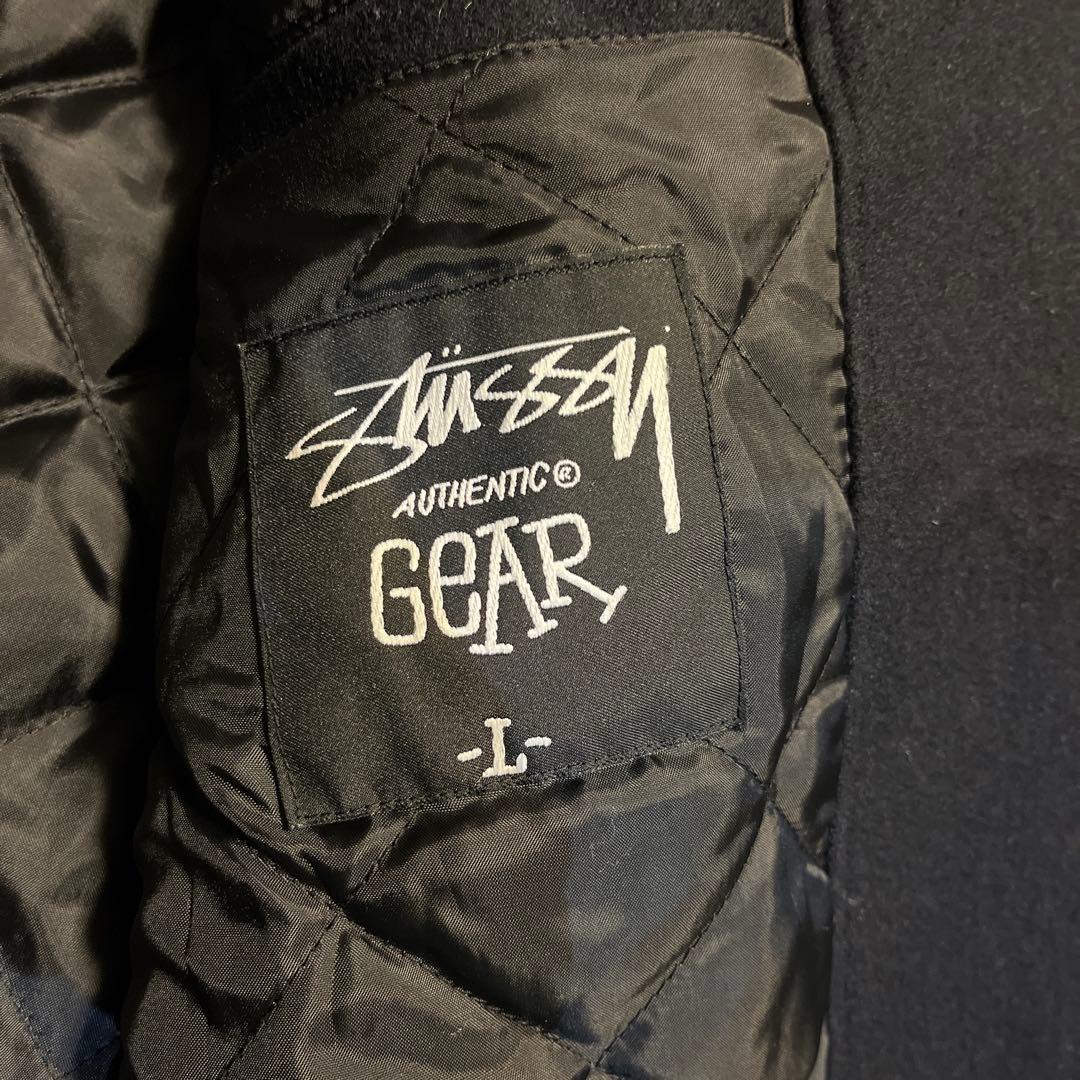 Stüssy
AUTHENTIC®
GeAR
-L-